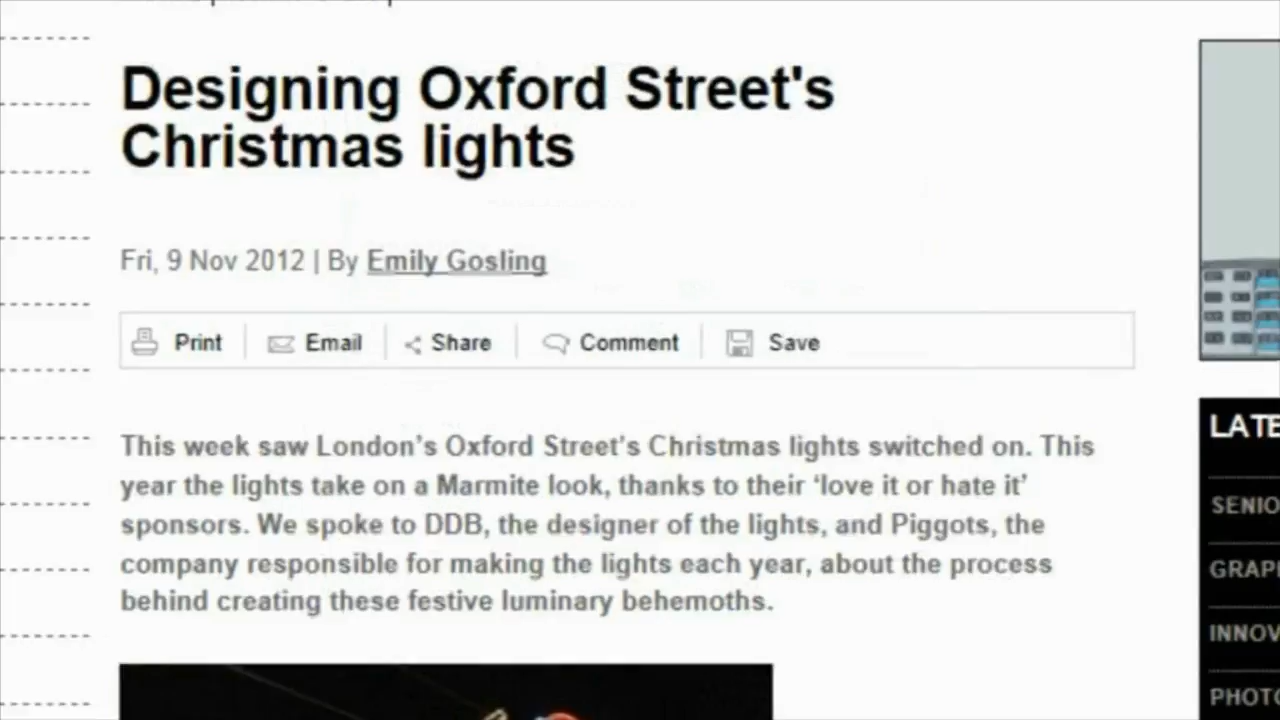 Designing Oxford Street's
Christmas lights
Fri, 9 Nov 2012 | By Emily Gosling
Print Email Share Comment Save
This week saw London's Oxford Street's Christmas lights switched on. This
year the lights take on a Marmite look, thanks to their ‘love it or hate it’
sponsors. We spoke to DDB, the designer of the lights, and Piggots, the
company responsible for making the lights each year, about the process
behind creating these festive luminary behemoths.
LATE
SENIO
GRAP
INNOV
PHOTO